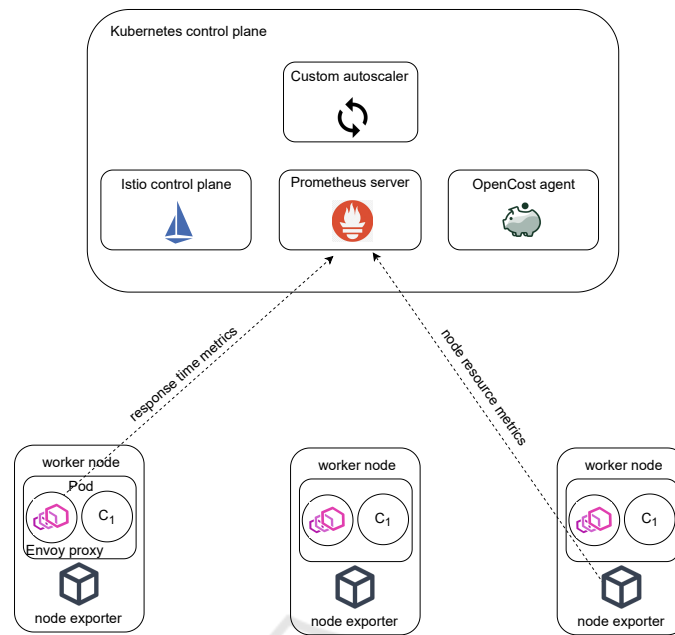 Kubernetes control plane
Custom autoscaler
Istio control plane
Prometheus server
OpenCost agent
response time metrics
node resource metrics
worker node
Pod
C1
Envoy proxy
node exporter
worker node
C1
node exporter
worker node
C1
node exporter